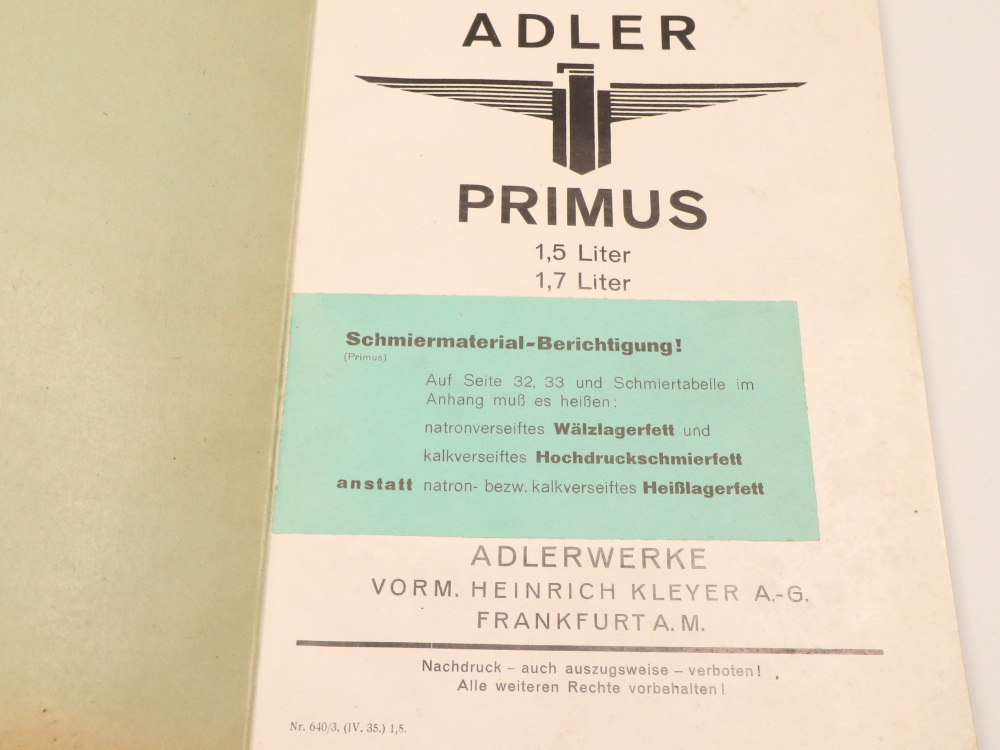 ADLER
PRIMUS
1,5 Liter
1,7 Liter
Schmiermaterial-Berichtigung!
(Primus)
Auf Seite 32, 33 und Schmiertabelle im
Anhang muß es heißen:
natronverseiftes Wälzlagerfett und
kalkverseiftes Hochdruckschmierfett
anstatt natron- bezw. kalkverseiftes Heißlagerfett
ADLERWERKE
VORM. HEINRICH KLEYER A.-G.
FRANKFURT A. M.
Nachdruck – auch auszugsweise – verboten!
Alle weiteren Rechte vorbehalten!
Nr. 640/3. (IV. 35.) 1,5.